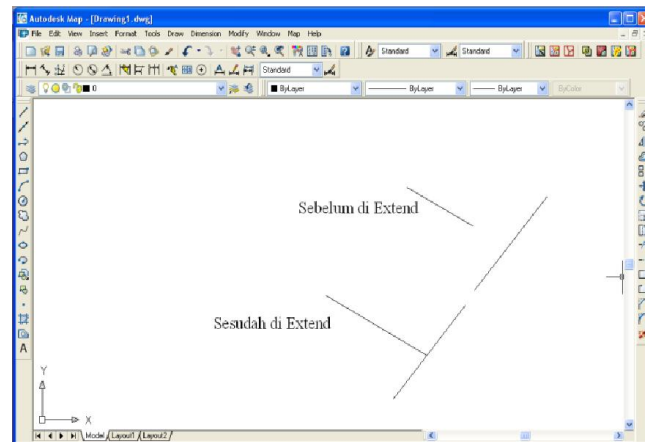 Autodesk Map - [Drawing1.dwg]
File Edit View Insert Format Tools Draw Dimension Modify Window Map Help
Standard Standard
Standard
0 ByLayer ByLayer ByLayer ByColor
Sebelum di Extend
Sesudah di Extend
A
Y
X
Model Layout1 Layout2